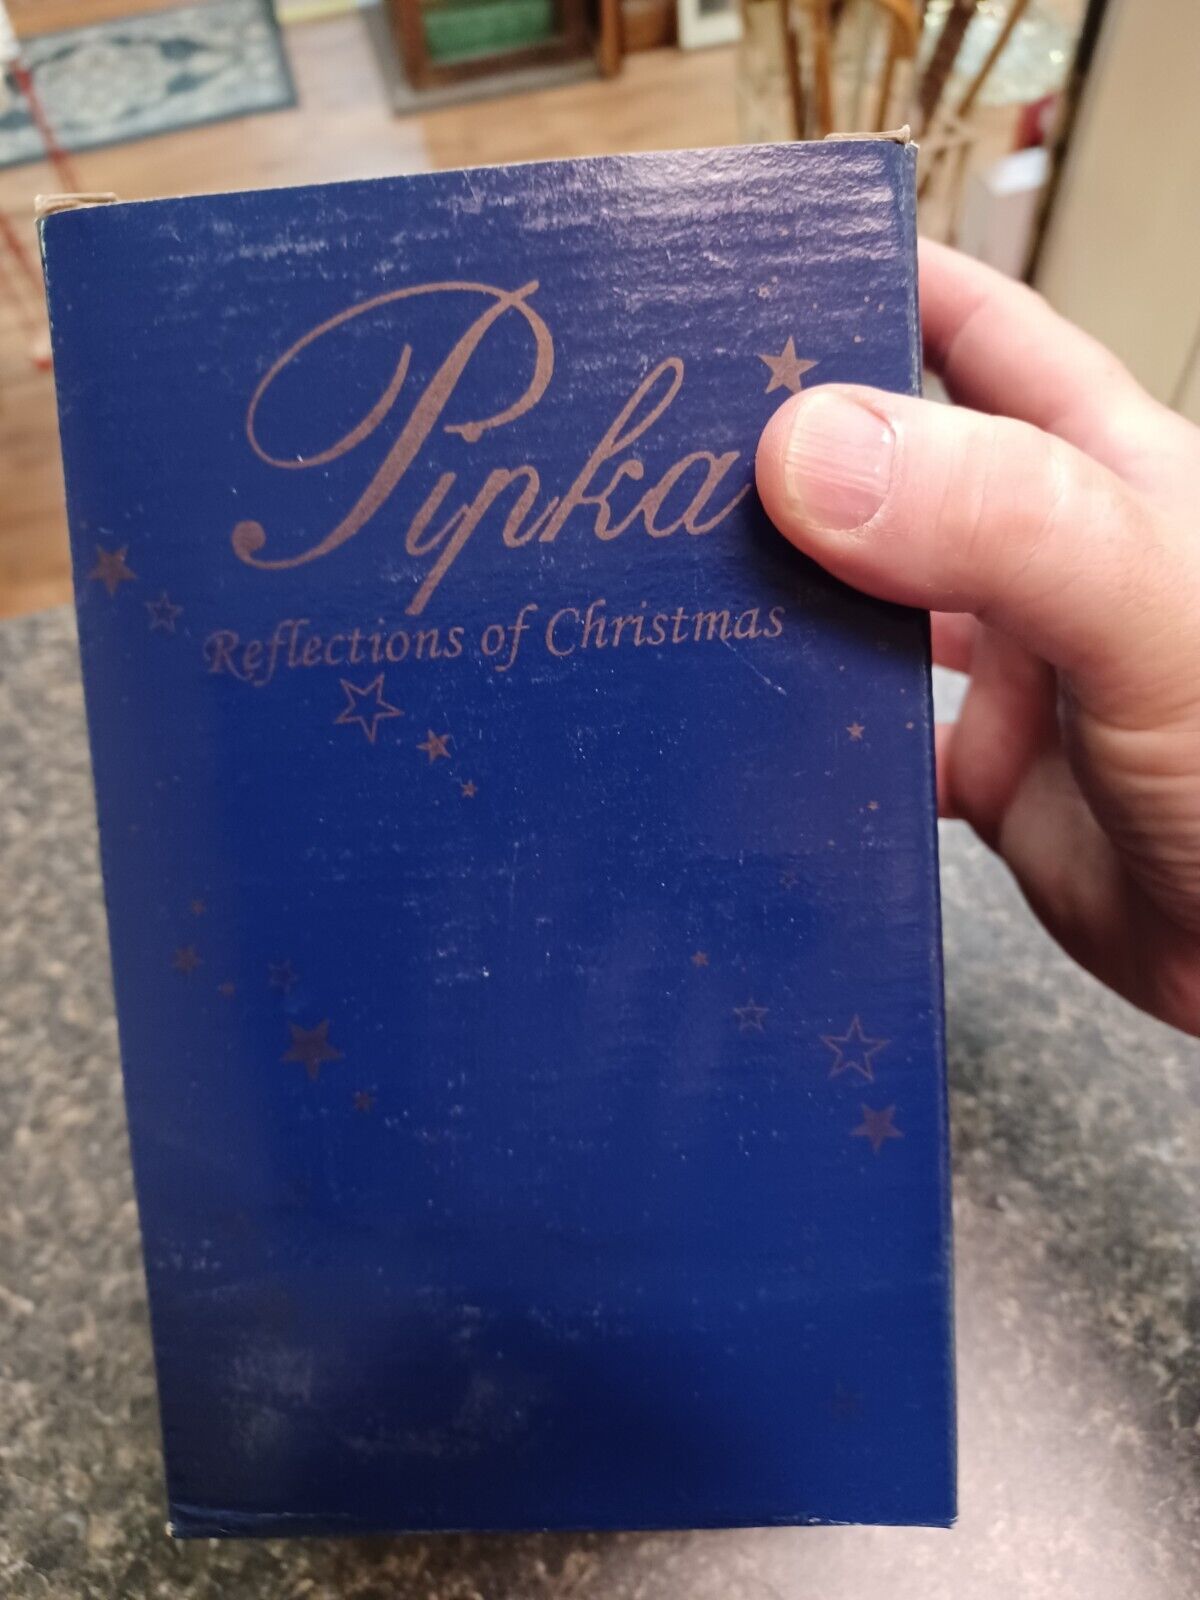 Pipka
Reflections of Christmas